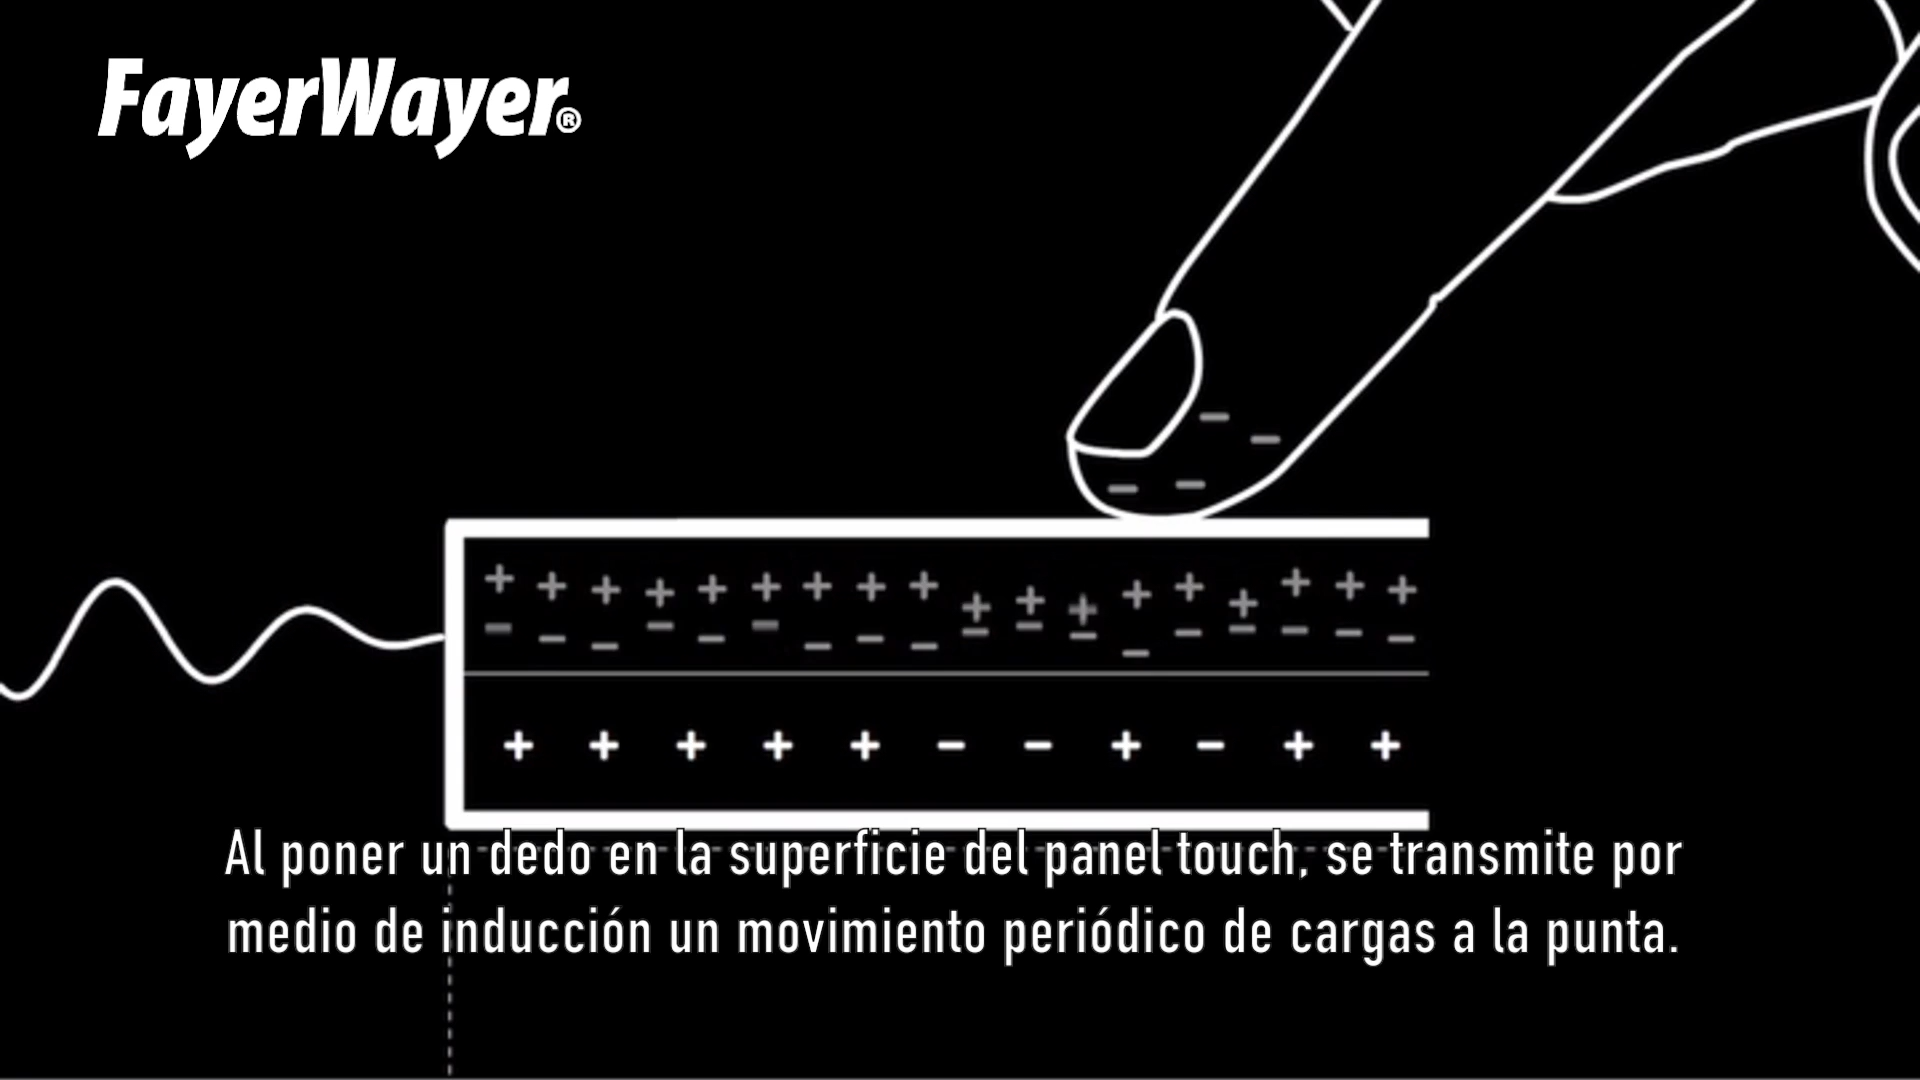 FayerWayer®
+ + + + + + + + + + + + + + + + + +
- - - - - - - - - - - - - - - - - -
+ + + + + - - + - + +
Al poner un dedo en la superficie del panel touch, se transmite por
medio de inducción un movimiento periódico de cargas a la punta.